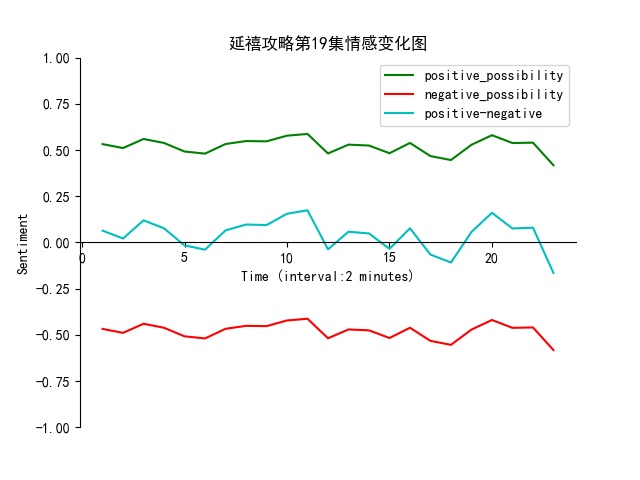 延禧攻略第19集情感变化图
1.00
0.75
0.50
0.25
0.00
−0.25
−0.50
−0.75
−1.00
Sentiment
0
5
10
15
20
Time (interval:2 minutes)
positive_possibility
negative_possibility
positive-negative